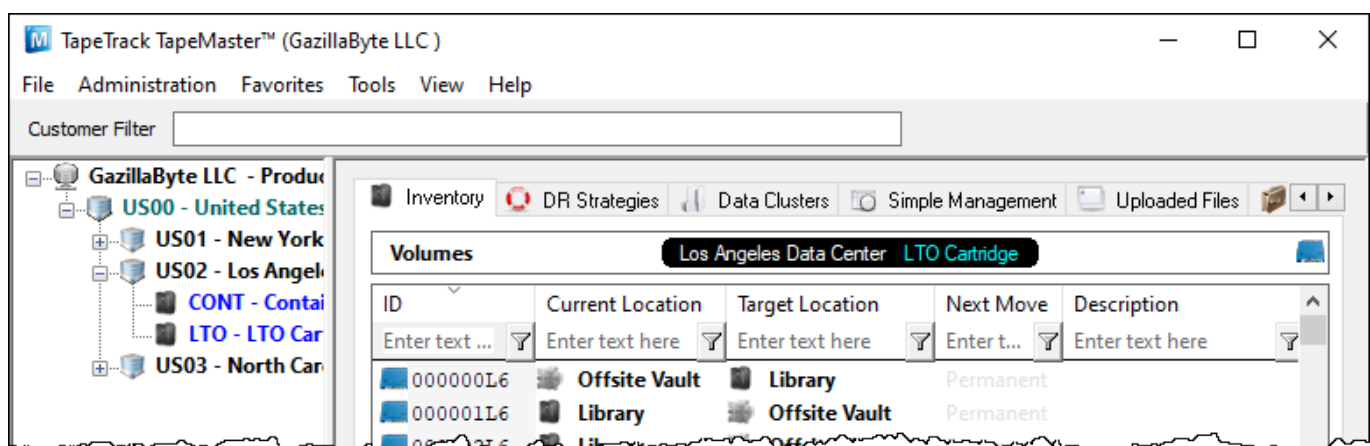 TapeTrack TapeMaster™ (GazillaByte LLC )
File Administration Favorites Tools View Help
Customer Filter
GazillaByte LLC - Produc
US00 - United States
US01 - New York
US02 - Los Angel
CONT - Contai
LTO - LTO Car
US03 - North Car
Inventory DR Strategies Data Clusters Simple Management Uploaded Files
Volumes Los Angeles Data Center LTO Cartridge
ID Current Location Target Location Next Move Description
Enter text ... Enter text here Enter text here Enter t... Enter text here
000000L6 Offsite Vault Library Permanent
000001L6 Library Offsite Vault Permanent